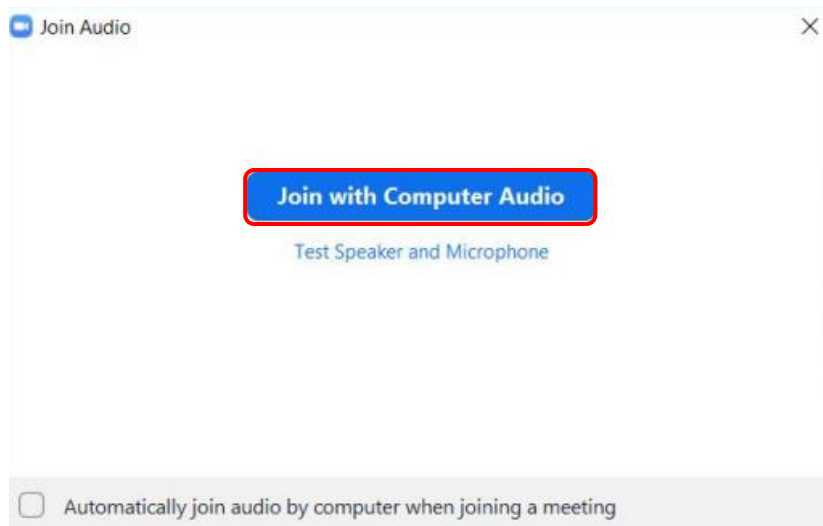 Join Audio
Join with Computer Audio
Test Speaker and Microphone
Automatically join audio by computer when joining a meeting